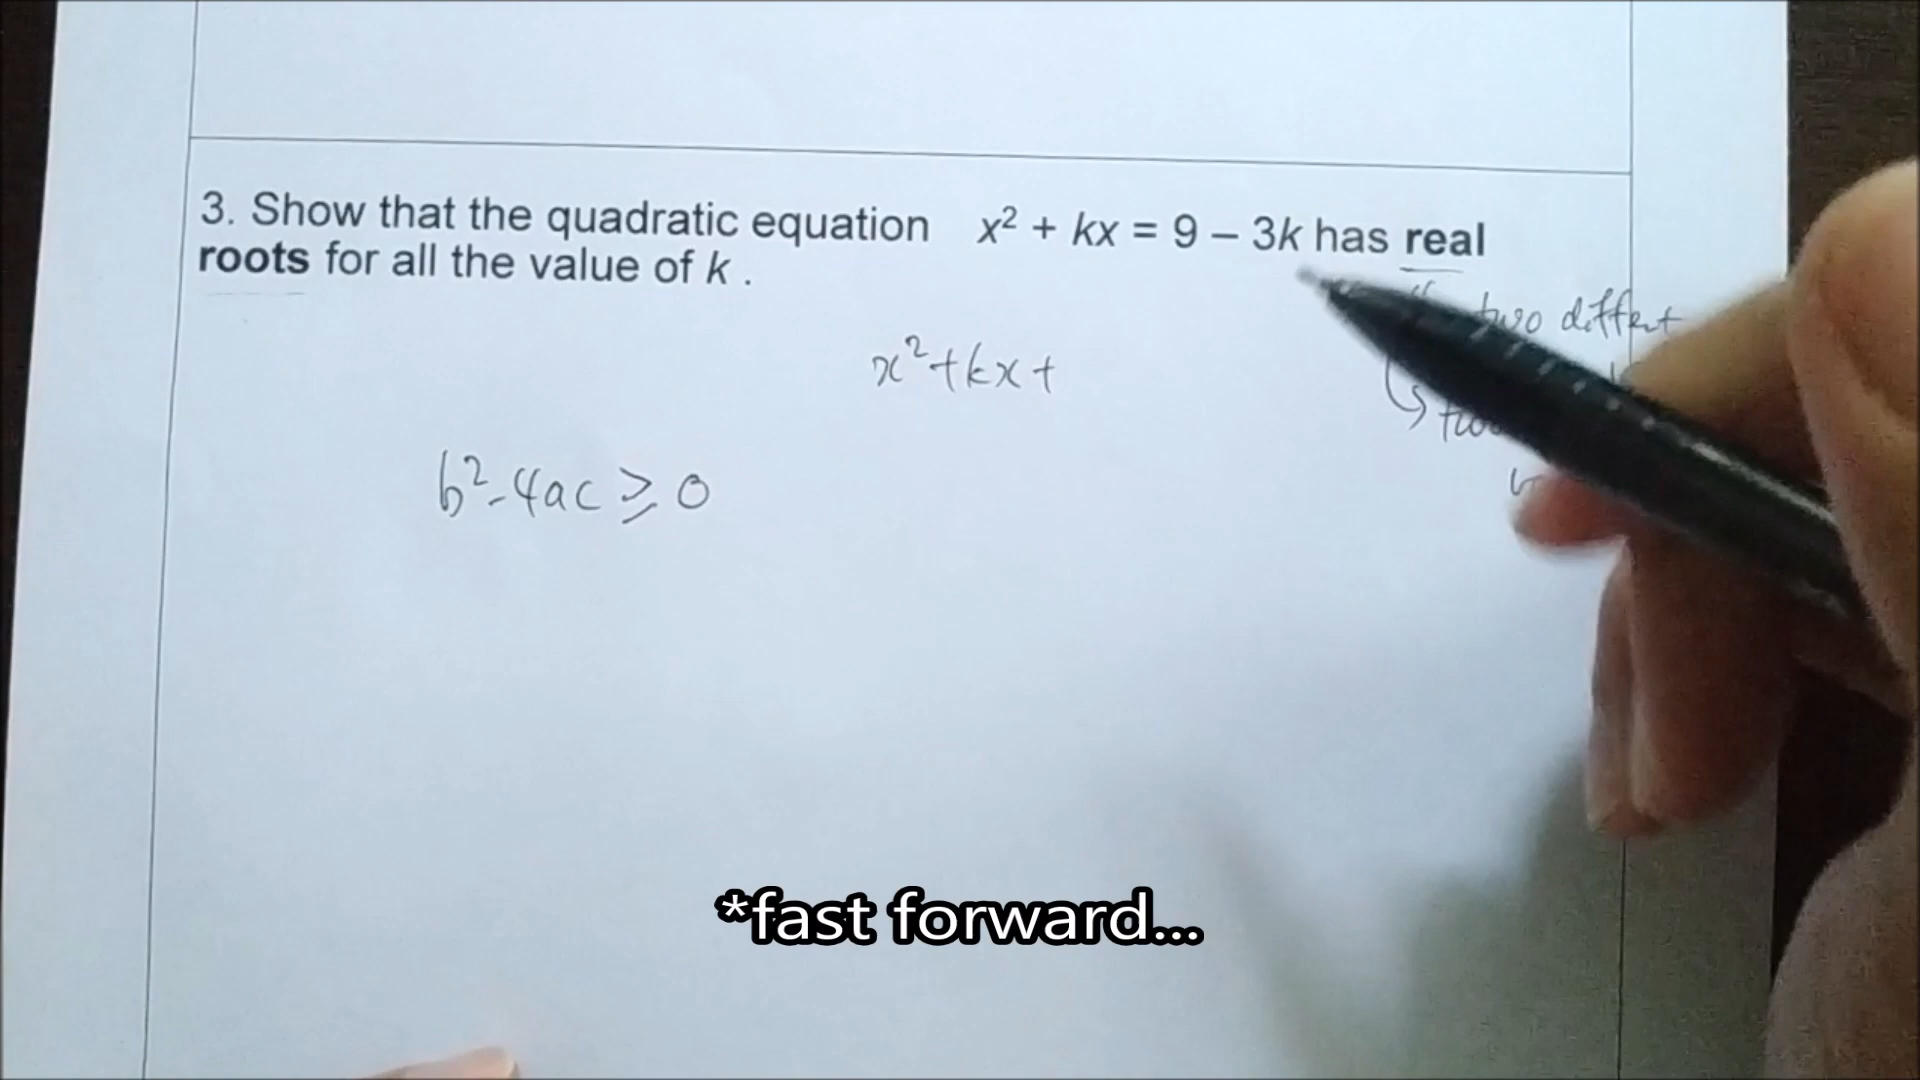 3. Show that the quadratic equation x² + kx = 9 – 3k has real
roots for all the value of k .
two diffent
x²+kx+
b²-4ac ≥ 0
*fast forward...